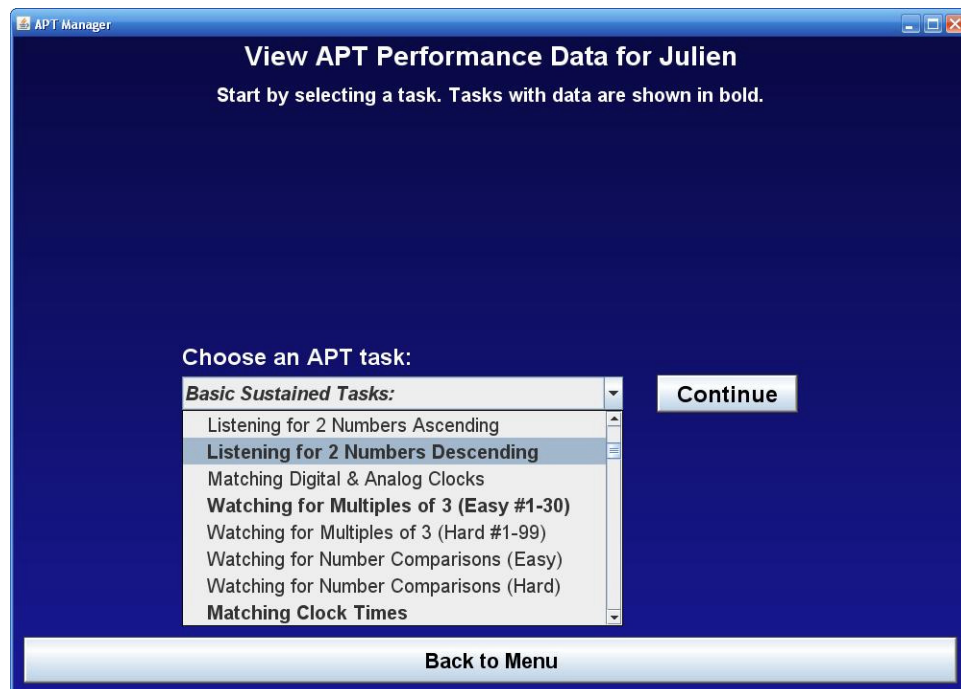 APT Manager
View APT Performance Data for Julien
Start by selecting a task. Tasks with data are shown in bold.
Choose an APT task:
Basic Sustained Tasks:
Continue
Listening for 2 Numbers Ascending
Listening for 2 Numbers Descending
Matching Digital & Analog Clocks
Watching for Multiples of 3 (Easy #1-30)
Watching for Multiples of 3 (Hard #1-99)
Watching for Number Comparisons (Easy)
Watching for Number Comparisons (Hard)
Matching Clock Times
Back to Menu